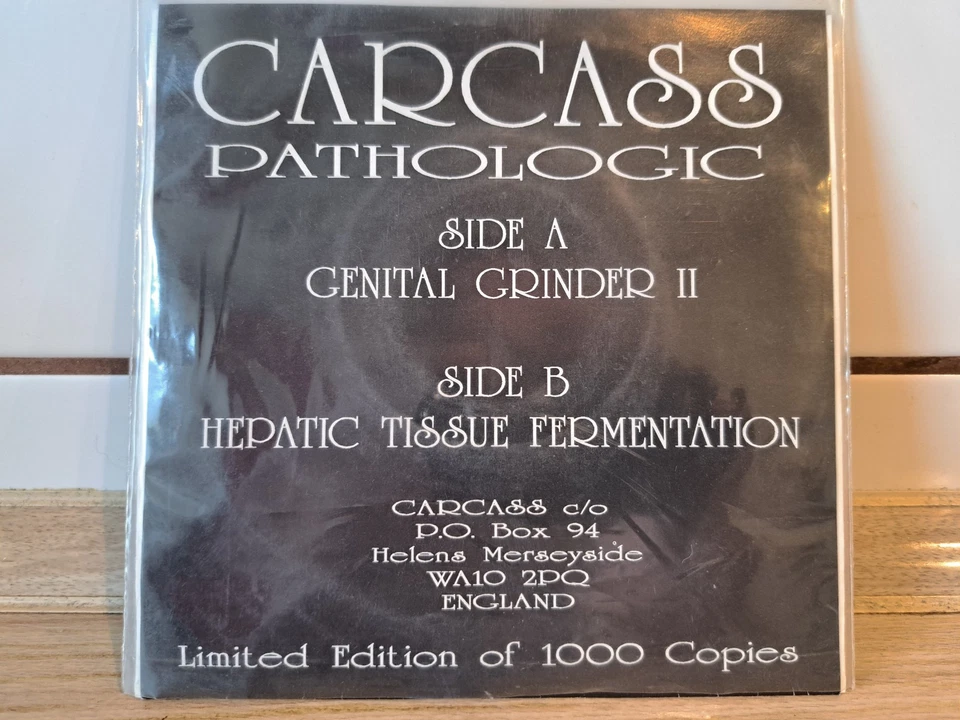 CARCASS
PATHOLOGIC
SIDE A
GENITAL GRINDER II
SIDE B
HEPATIC TISSUE FERMENTATION
CARCASS c/o
P.O. Box 94
Helens Merseyside
WA10 2PQ
ENGLAND
Limited Edition of 1000 Copies